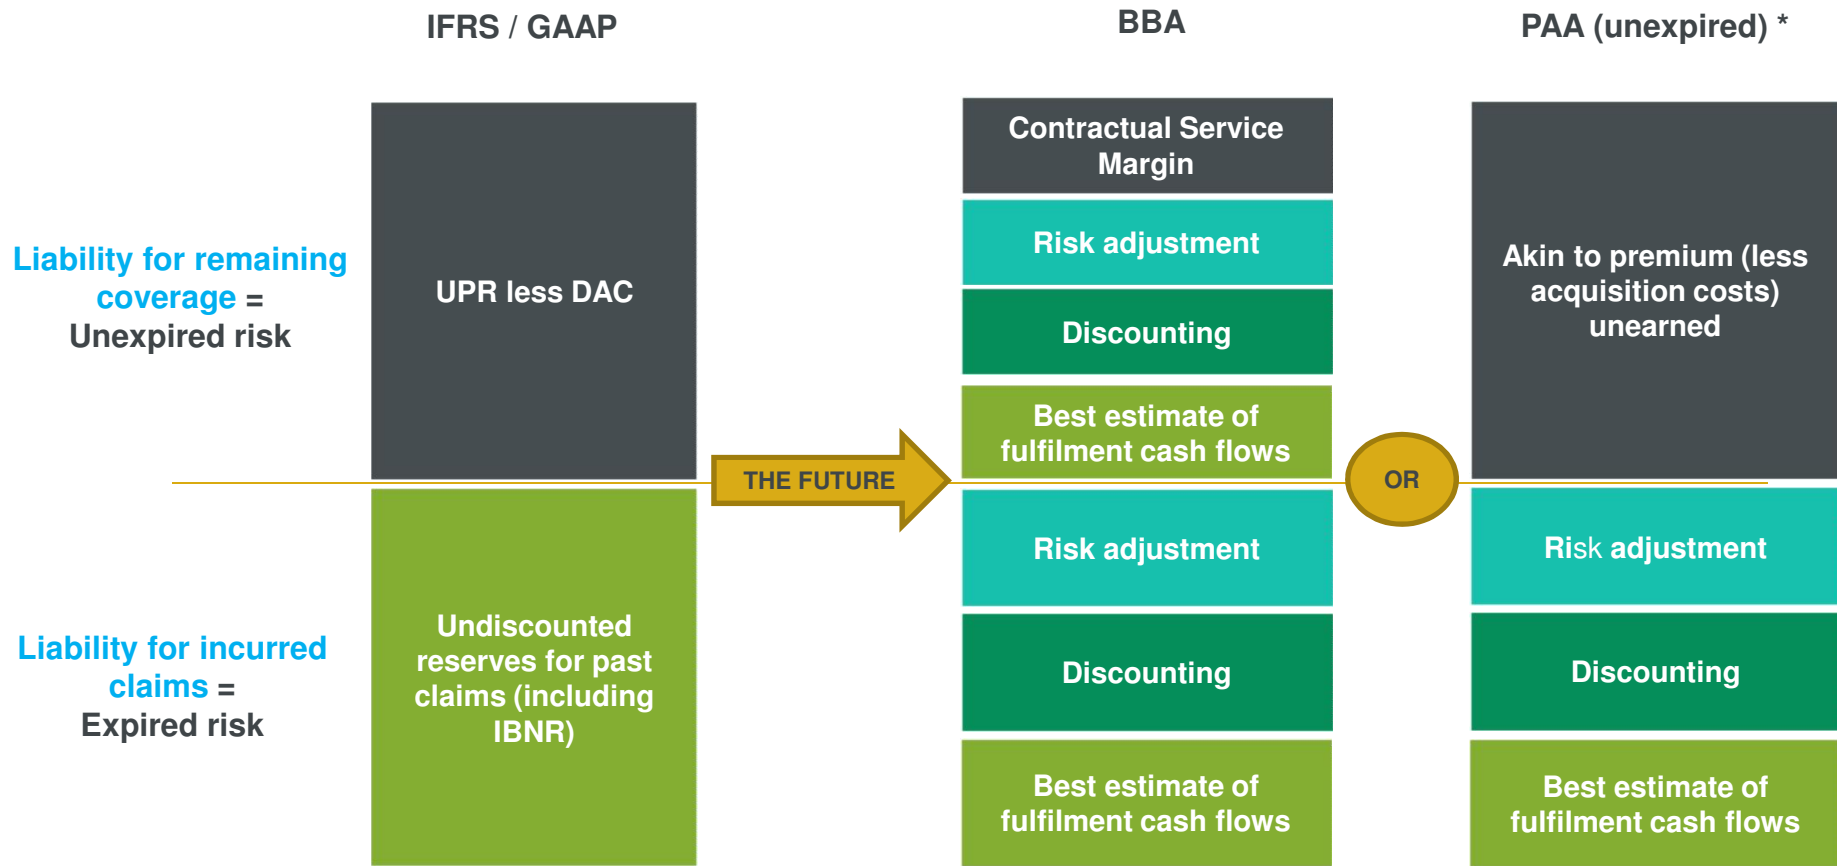 IFRS / GAAP
BBA
PAA (unexpired) *
Liability for remaining
coverage =
Unexpired risk
UPR less DAC
Contractual Service
Margin
Risk adjustment
Discounting
Best estimate of
fulfilment cash flows
Akin to premium (less
acquisition costs)
unearned
THE FUTURE
OR
Liability for incurred
claims =
Expired risk
Undiscounted
reserves for past
claims (including
IBNR)
Risk adjustment
Discounting
Best estimate of
fulfilment cash flows
Risk adjustment
Discounting
Best estimate of
fulfilment cash flows